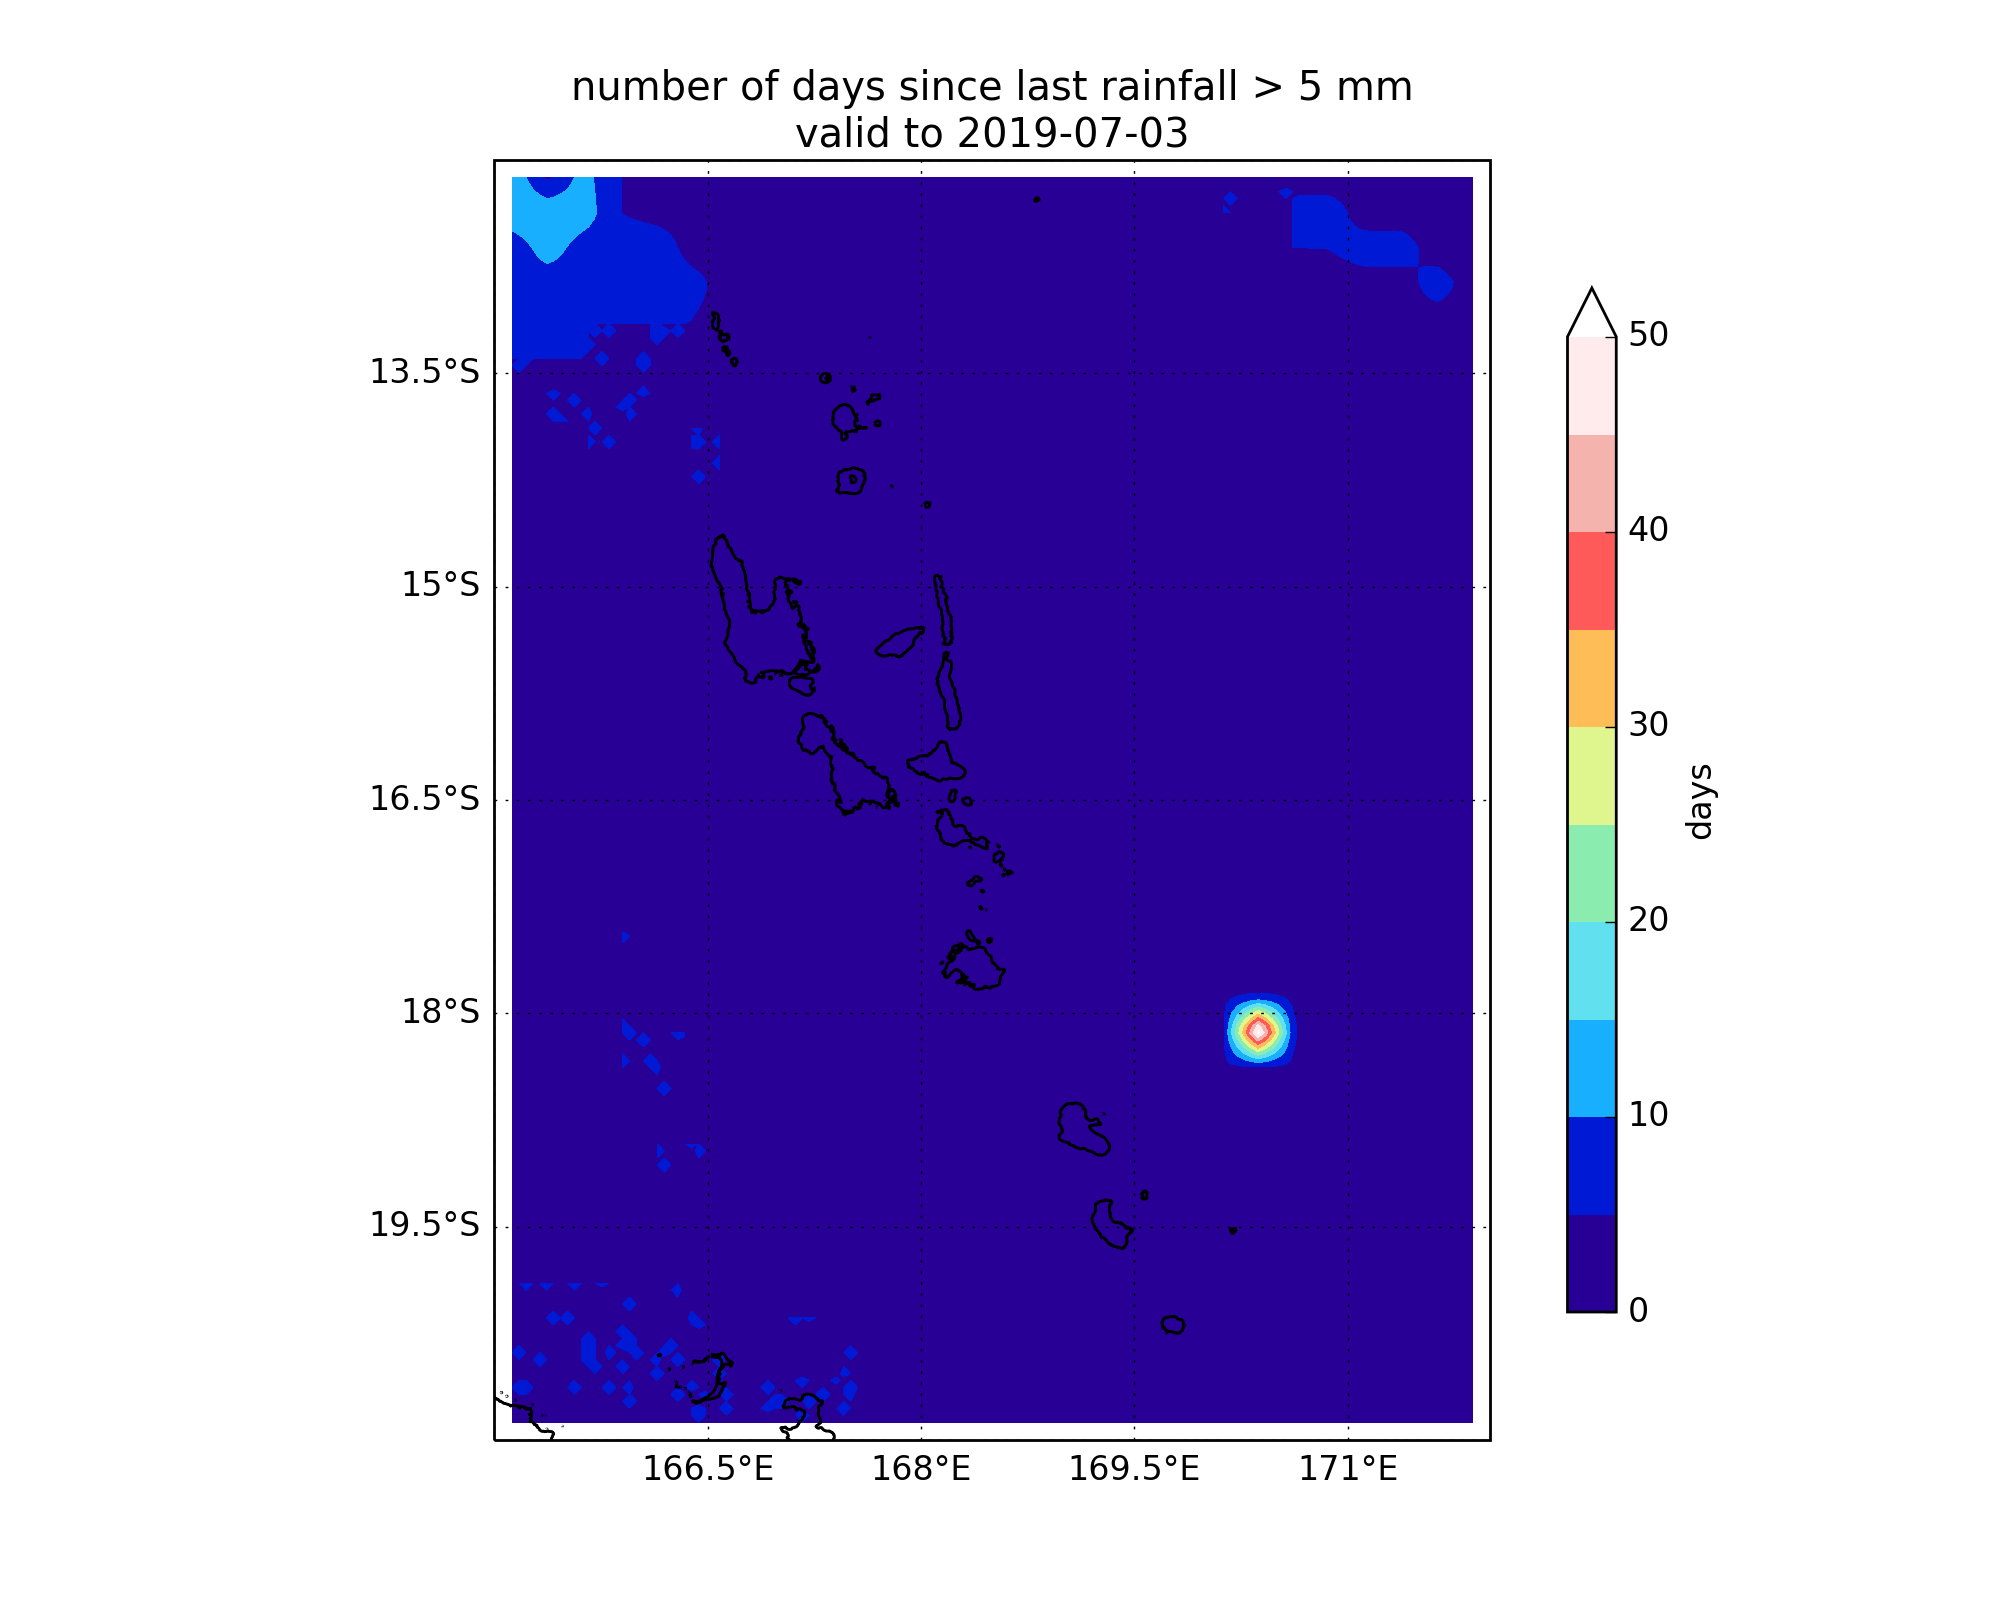 number of days since last rainfall > 5 mm
valid to 2019-07-03
13.5°S
15°S
16.5°S
18°S
19.5°S
166.5°E
168°E
169.5°E
171°E
50
40
30
20
10
0
days